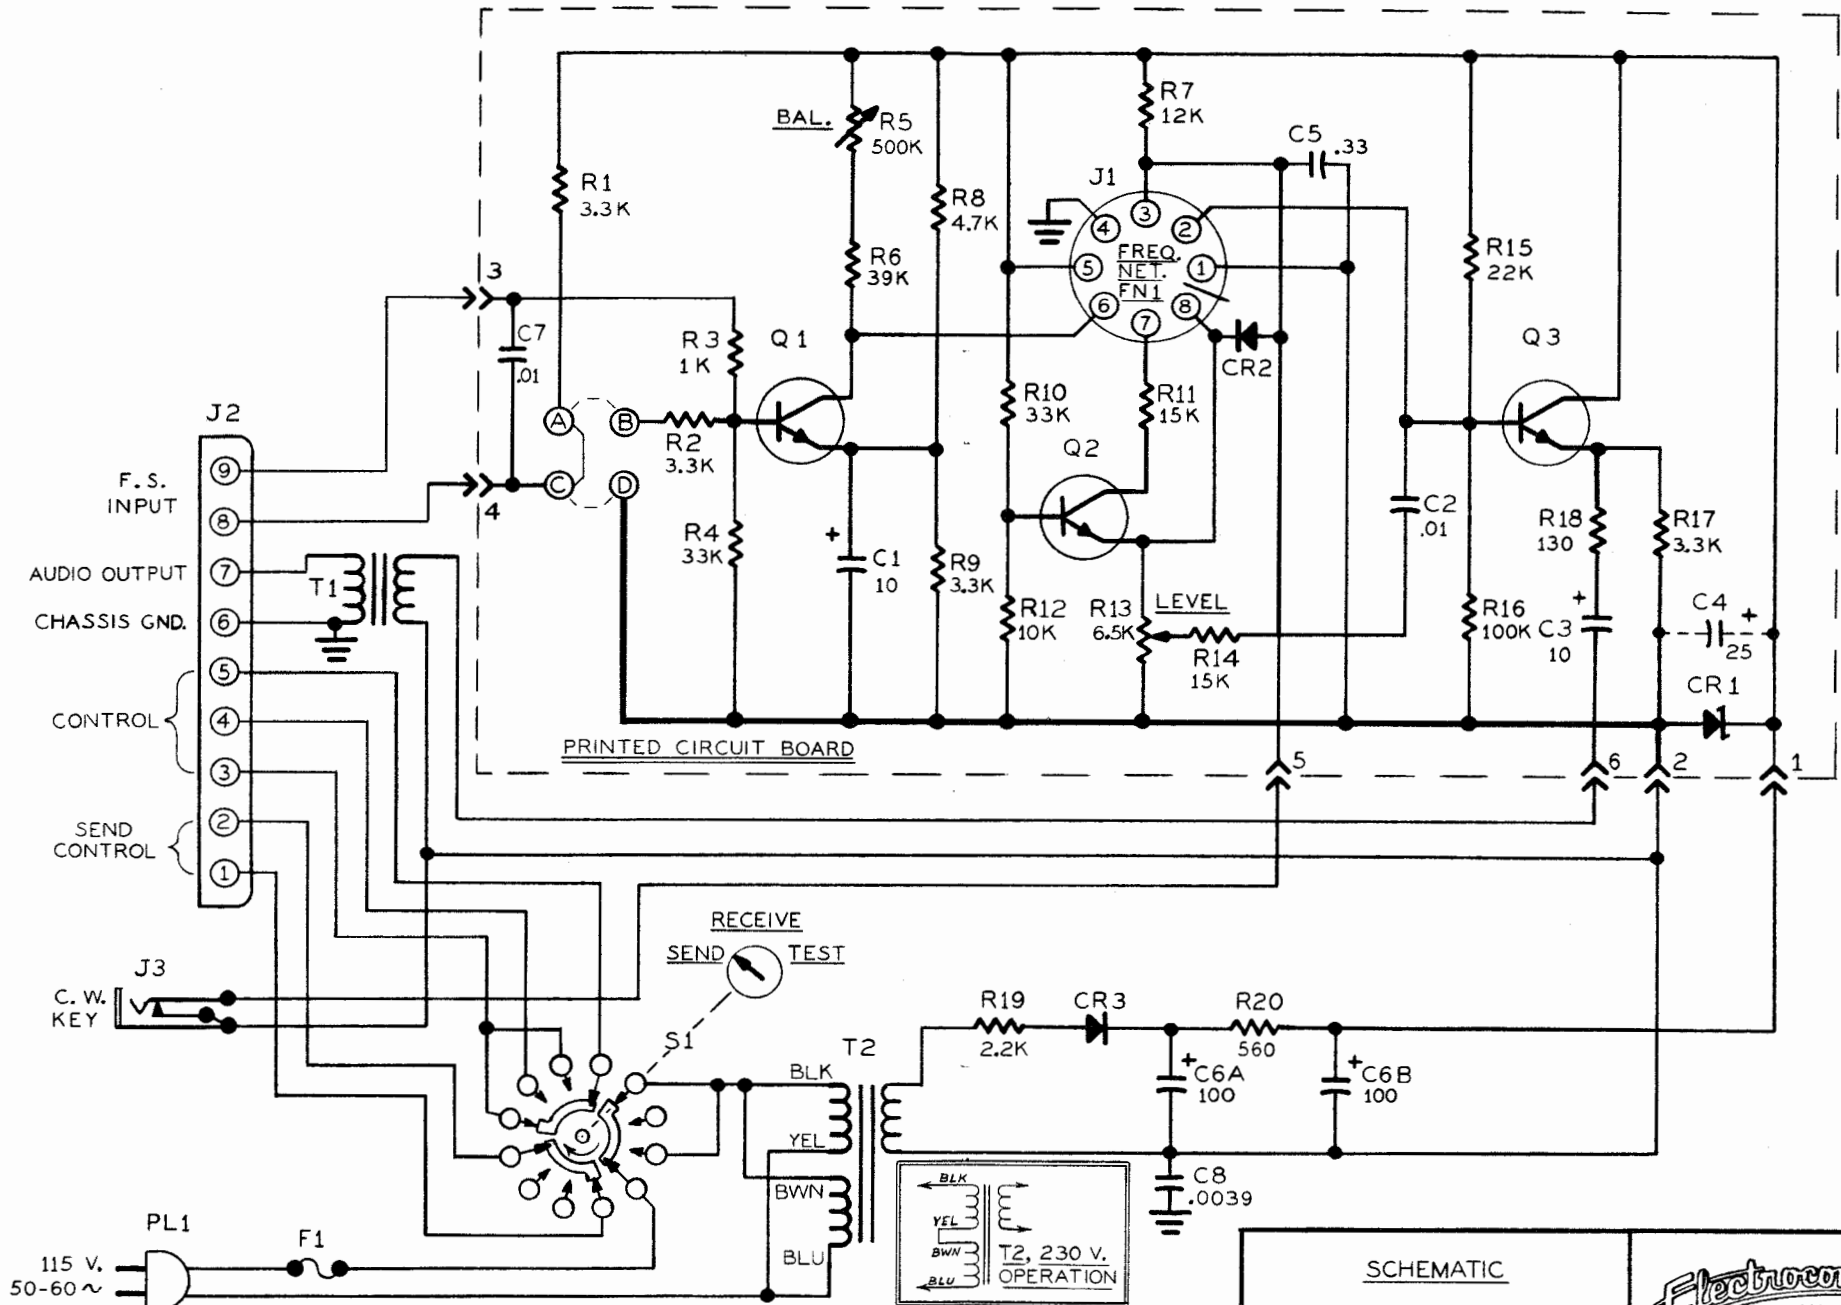 R7
12K
C5
.33
BAL.
R5
500K
J1
R1
3.3K
R8
4.7K
3
4
2
R6
39K
R15
22K
FREQ.
NET.
FN1
5
1
6
8
7
3
C7
.01
R3
1K
Q1
CR2
Q3
J2
A
B
R10
33K
R11
15K
R2
3.3K
Q2
9
F.S.
INPUT
8
C
D
4
C2
.01
R18
130
R17
3.3K
R4
33K
+
C1
10
R9
3.3K
AUDIO OUTPUT
7
T1
CHASSIS GND.
6
R12
10K
R13
6.5K
LEVEL
R14
15K
R16
100K
+
C3
10
C4
+
25
CR1
5
CONTROL
4
3
PRINTED CIRCUIT BOARD
5
6
2
1
SEND
CONTROL
2
1
RECEIVE
SEND
TEST
J3
C.W.
KEY
S1
T2
R19
2.2K
CR3
R20
560
BLK
+
C6A
100
+
C6B
100
YEL
BWN
BLU
C8
.0039
BLK
YEL
BWN
BLU
T2, 230 V.
OPERATION
PL1
F1
115 V.
50-60 ~
SCHEMATIC